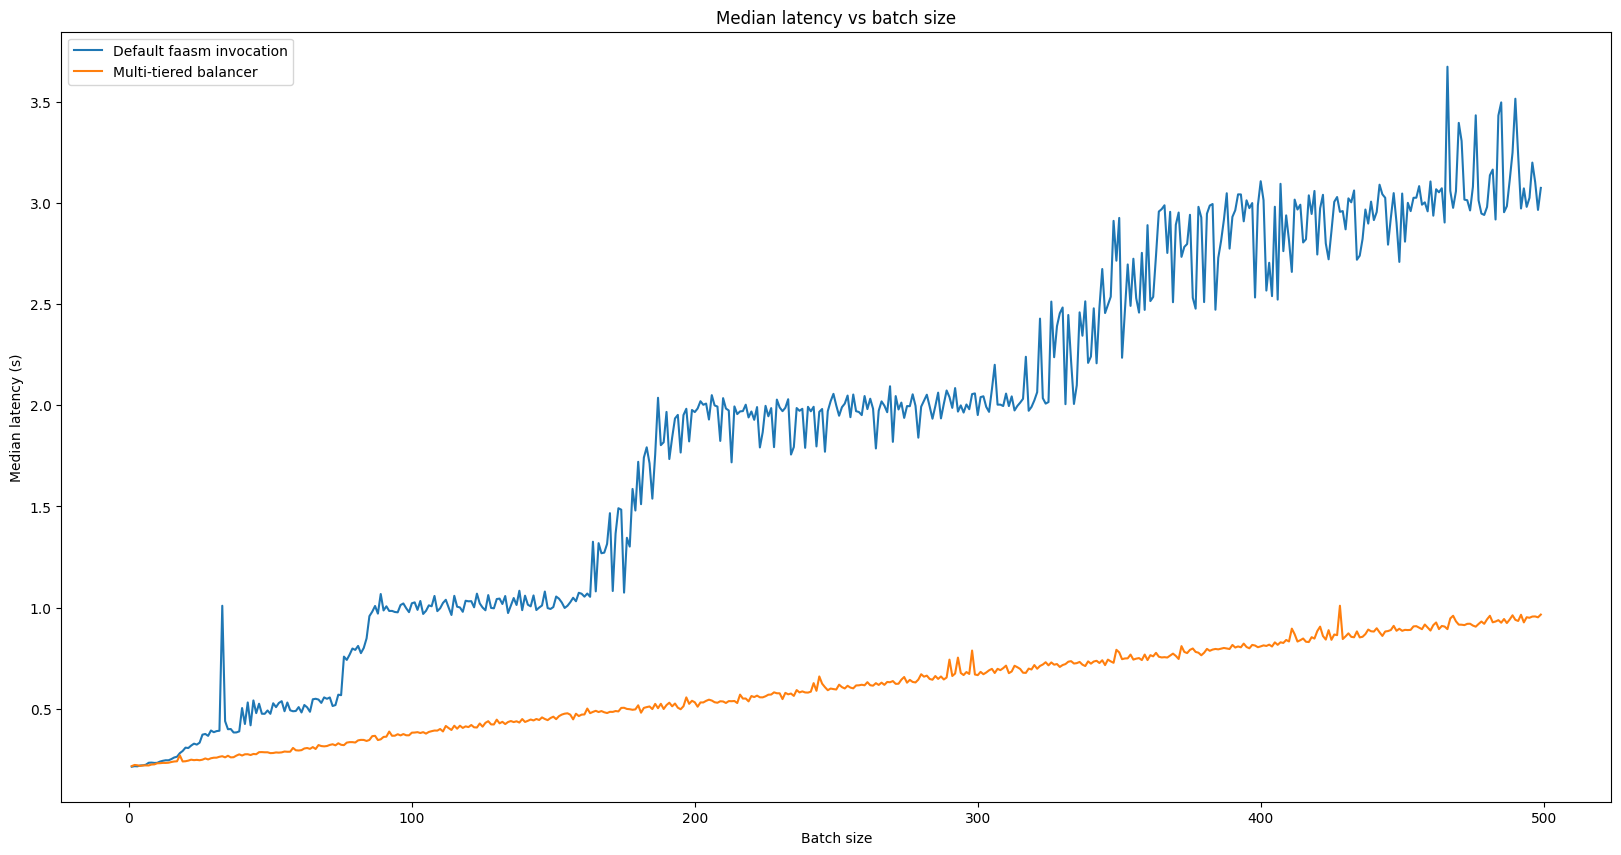 Median latency vs batch size
Default faasm invocation
Multi-tiered balancer
3.5
3.0
2.5
2.0
1.5
1.0
0.5
Median latency (s)
0
100
200
300
400
500
Batch size